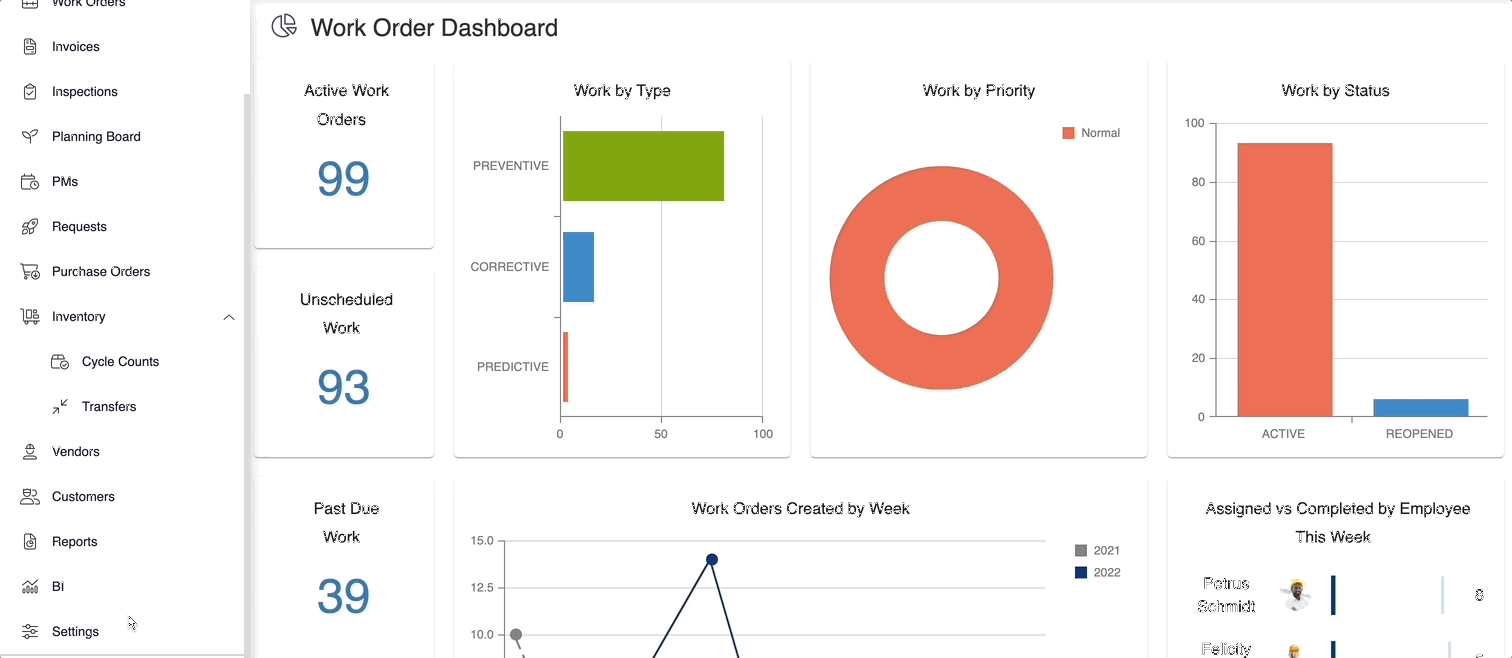 Work Orders
Invoices
Inspections
Planning Board
PMs
Requests
Purchase Orders
Inventory
Cycle Counts
Transfers
Vendors
Customers
Reports
BI
Settings
Work Order Dashboard
Active Work
Orders
99
Unscheduled
Work
93
Past Due
Work
39
Work by Type
PREVENTIVE
CORRECTIVE
PREDICTIVE
0 50 100
Work by Priority
Normal
Work by Status
100
80
60
40
20
0
ACTIVE REOPENED
Work Orders Created by Week
15.0
12.5
10.0
2021
2022
Assigned vs Completed by Employee
This Week
Petrus
Schmidt
8
Felicity